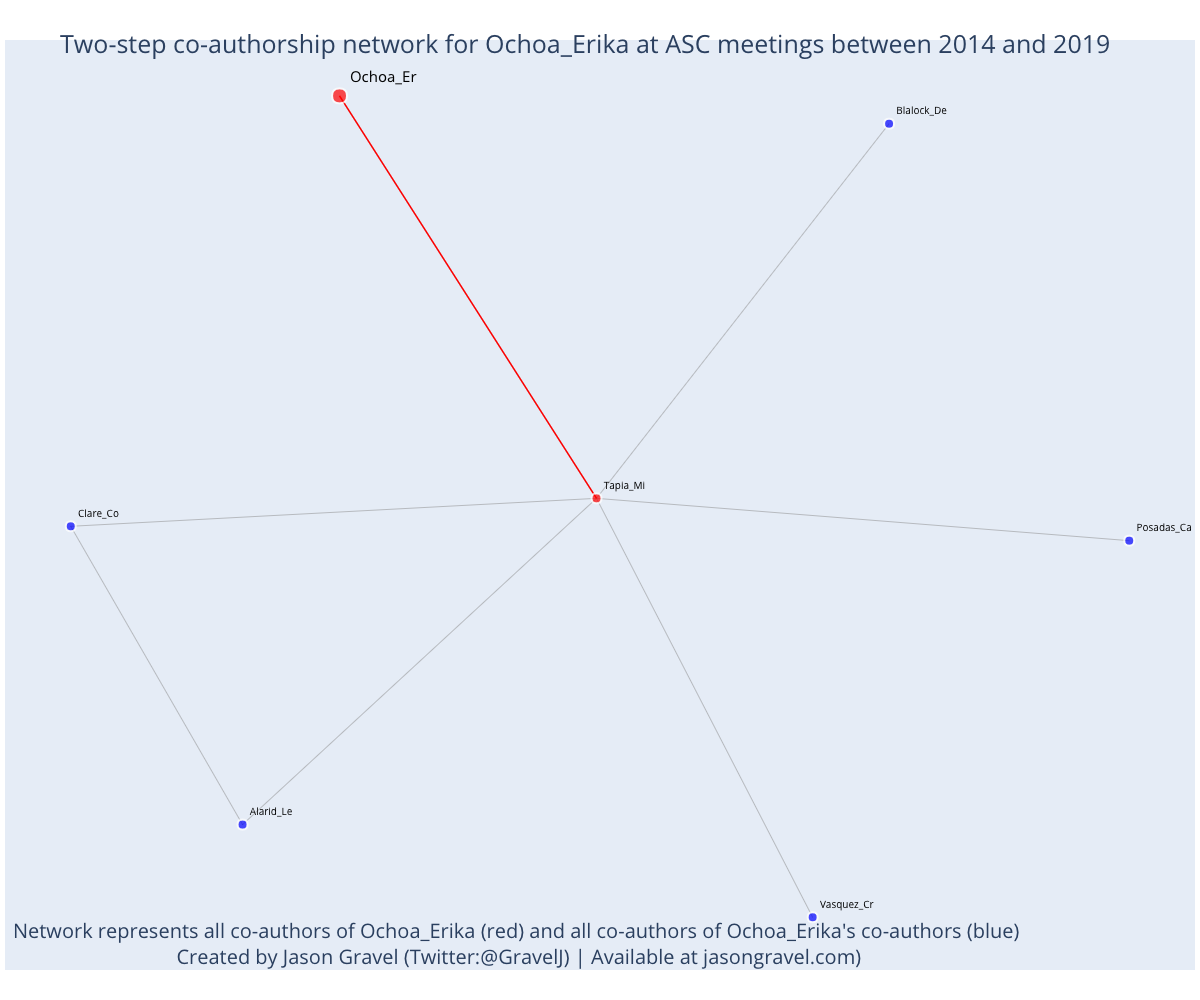 Two-step co-authorship network for Ochoa_Erika at ASC meetings between 2014 and 2019
Ochoa_Er
Blalock_De
Tapia_Mi
Clare_Co
Posadas_Ca
Alarid_Le
Vasquez_Cr
Network represents all co-authors of Ochoa_Erika (red) and all co-authors of Ochoa_Erika's co-authors (blue)
Created by Jason Gravel (Twitter:@GravelJ) | Available at jasongravel.com)